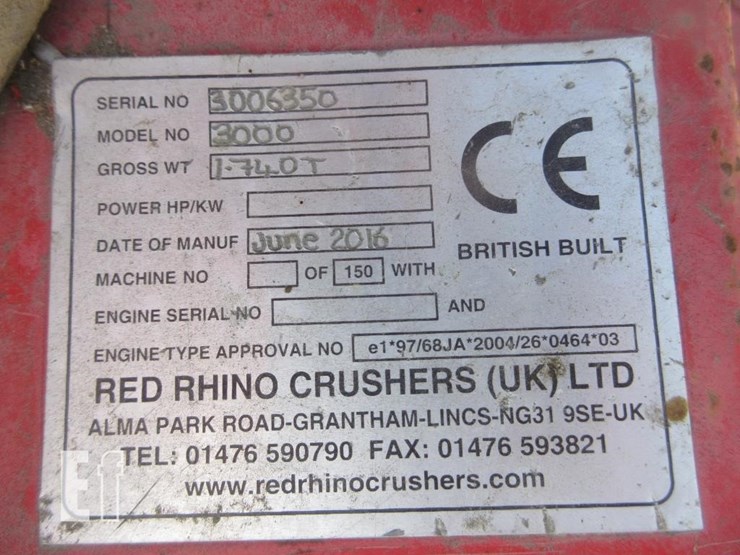 SERIAL NO 3006350
MODEL NO 3000
GROSS WT 1.740T
POWER HP/KW
DATE OF MANUF June 2016
MACHINE NO OF 150 WITH
ENGINE SERIAL NO AND
ENGINE TYPE APPROVAL NO e1*97/68JA*2004/26*0464*03
CE
BRITISH BUILT
RED RHINO CRUSHERS (UK) LTD
ALMA PARK ROAD-GRANTHAM-LINCS-NG31 9SE-UK
TEL: 01476 590790 FAX: 01476 593821
www.redrhinocrushers.com